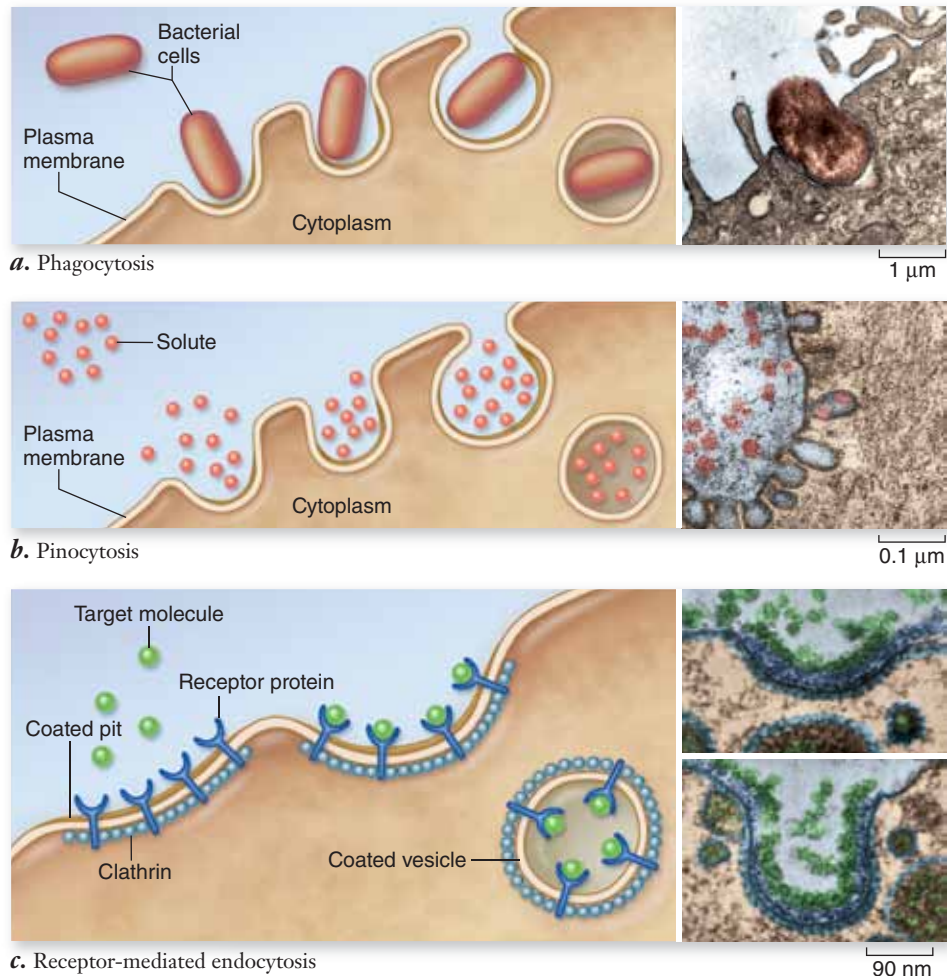 Bacterial
cells
Plasma
membrane
Cytoplasm
a. Phagocytosis
1 μm
Solute
Plasma
membrane
Cytoplasm
b. Pinocytosis
0.1 μm
Target molecule
Receptor protein
Coated pit
Clathrin
Coated vesicle
c. Receptor-mediated endocytosis
90 nm